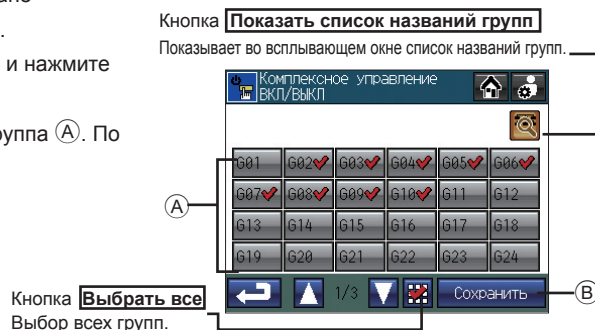 Кнопка Показать список названий групп
Показывает во всплывающем окне список названий групп.
и нажмите
Ⓐ. По
Комплексное управление
ВКЛ/ВЫКЛ
G01 G02 G03 G04 G05 G06
G07 G08 G09 G10 G11 G12
G13 G14 G15 G16 G17 G18
G19 G20 G21 G22 G23 G24
Ⓐ
1/3 Сохранить
Ⓑ
Кнопка Выбрать все
Выбор всех групп.